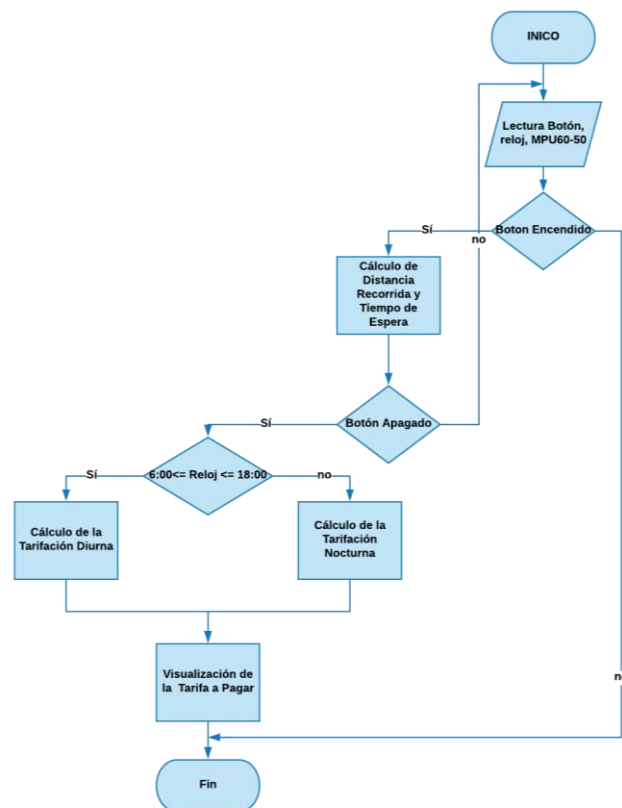 INICO
Lectura Botón,
reloj, MPU60-50
Boton Encendido
Sí
no
Cálculo de
Distancia
Recorrida y
Tiempo de
Espera
Botón Apagado
Sí
6:00<= Reloj <= 18:00
Sí
no
Cálculo de la
Tarifación Diurna
Cálculo de la
Tarifación
Nocturna
Visualización de
la Tarifa a Pagar
Fin